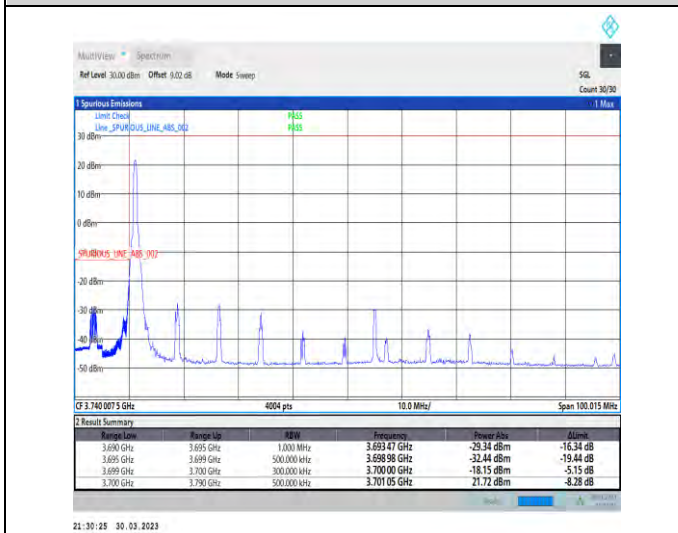 MultiView Spectrum
Ref Level 30.00 dBm Offset 9.02 dB Mode Sweep SGL
Count 30/30
1 Spurious Emissions 1 Max
Limit Check PASS
Line _SPURIOUS_LINE_ABS_002 PASS
30 dBm
20 dBm
10 dBm
0 dBm
-10 dBm
_SPURIOUS_LINE_ABS_002
-20 dBm
-30 dBm
-40 dBm
-50 dBm
CF 3.740 007 5 GHz 4004 pts 10.0 MHz/ Span 100.015 MHz
2 Result Summary
Range Low Range Up RBW Frequency Power Abs ΔLimit
3.690 GHz 3.695 GHz 1.000 MHz 3.693 47 GHz -29.34 dBm -16.34 dB
3.695 GHz 3.699 GHz 500.000 kHz 3.698 98 GHz -32.44 dBm -19.44 dB
3.699 GHz 3.700 GHz 300.000 kHz 3.700 00 GHz -18.15 dBm -5.15 dB
3.700 GHz 3.790 GHz 500.000 kHz 3.701 05 GHz 21.72 dBm -8.28 dB
21:30:25 30.03.2023